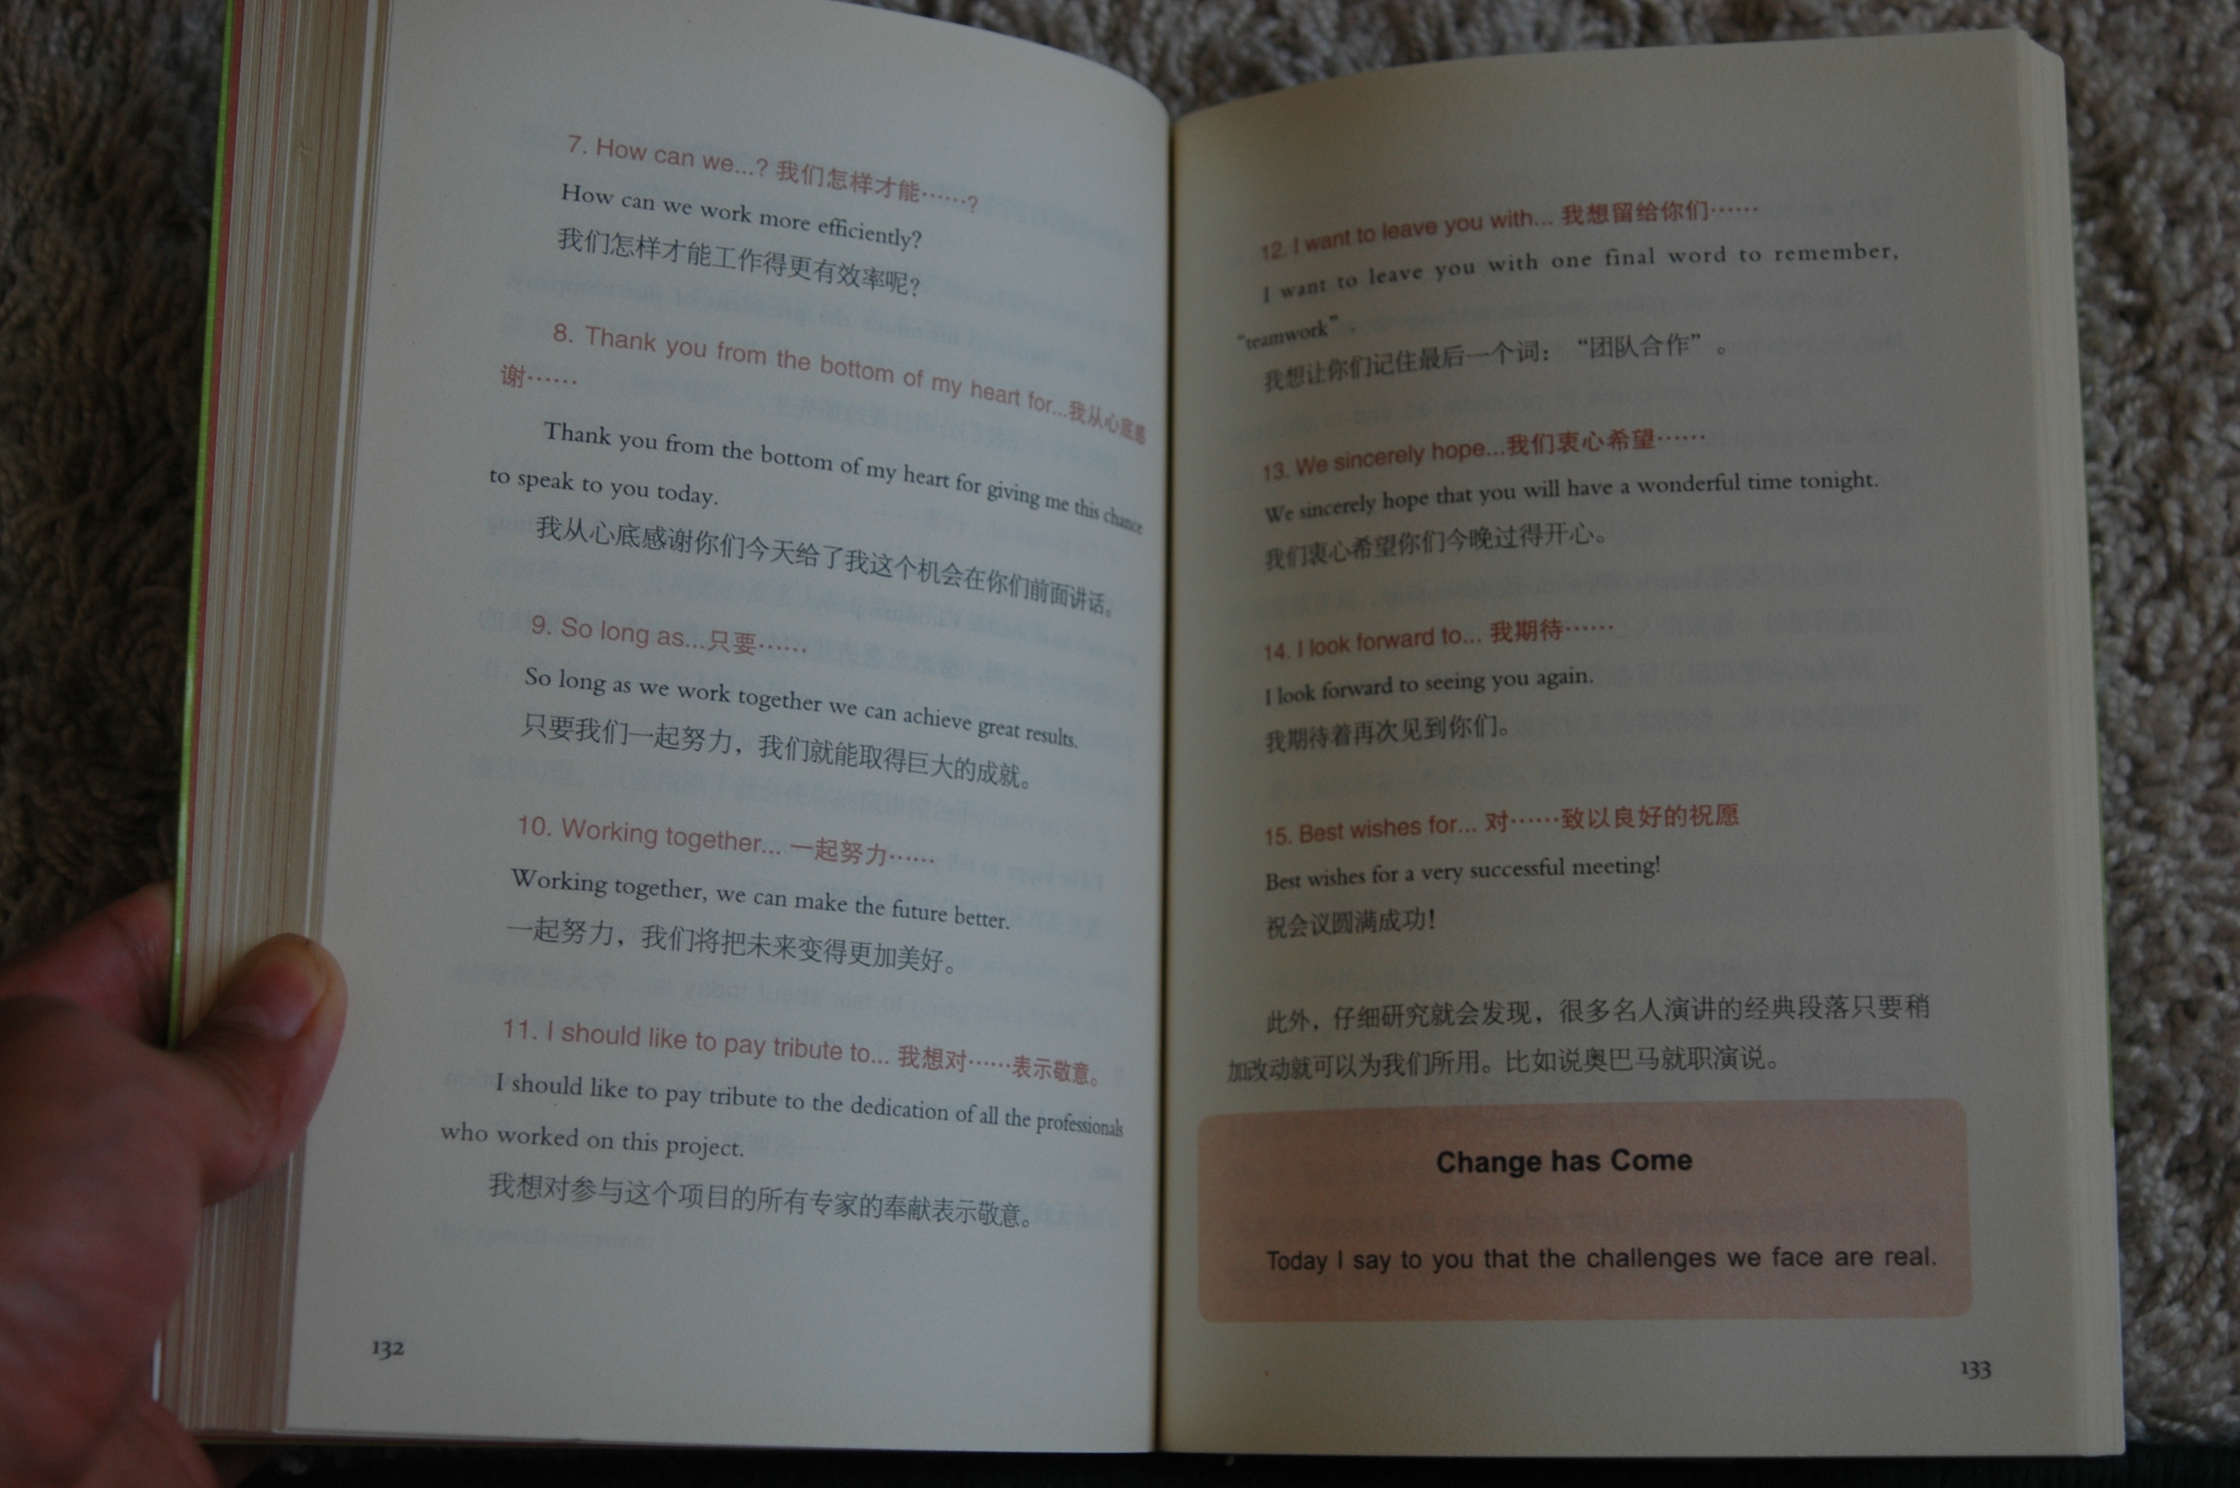 7. How can we...? 我们怎样才能……?
How can we work more efficiently?
我们怎样才能工作得更有效率呢?
8. Thank you from the bottom of my heart for...我从心底感
谢……
Thank you from the bottom of my heart for giving me this chance
to speak to you today.
我从心底感谢你们今天给了我这个机会在你们前面讲话。
9. So long as...只要……
So long as we work together we can achieve great results.
只要我们一起努力，我们就能取得巨大的成就。
10. Working together... 一起努力……
Working together, we can make the future better.
一起努力，我们将把未来变得更加美好。
11. I should like to pay tribute to... 我想对……表示敬意。
I should like to pay tribute to the dedication of all the professionals
who worked on this project.
我想对参与这个项目的所有专家的奉献表示敬意。
132
12. I want to leave you with... 我想留给你们……
I want to leave you with one final word to remember,
“teamwork”.
我想让你们记住最后一个词：“团队合作”。
13. We sincerely hope...我们衷心希望……
We sincerely hope that you will have a wonderful time tonight.
我们衷心希望你们今晚过得开心。
14. I look forward to... 我期待……
I look forward to seeing you again.
我期待着再次见到你们。
15. Best wishes for... 对……致以良好的祝愿
Best wishes for a very successful meeting!
祝会议圆满成功！
此外，仔细研究就会发现，很多名人演讲的经典段落只要稍
加改动就可以为我们所用。比如说奥巴马就职演说。
Change has Come
Today I say to you that the challenges we face are real.
133